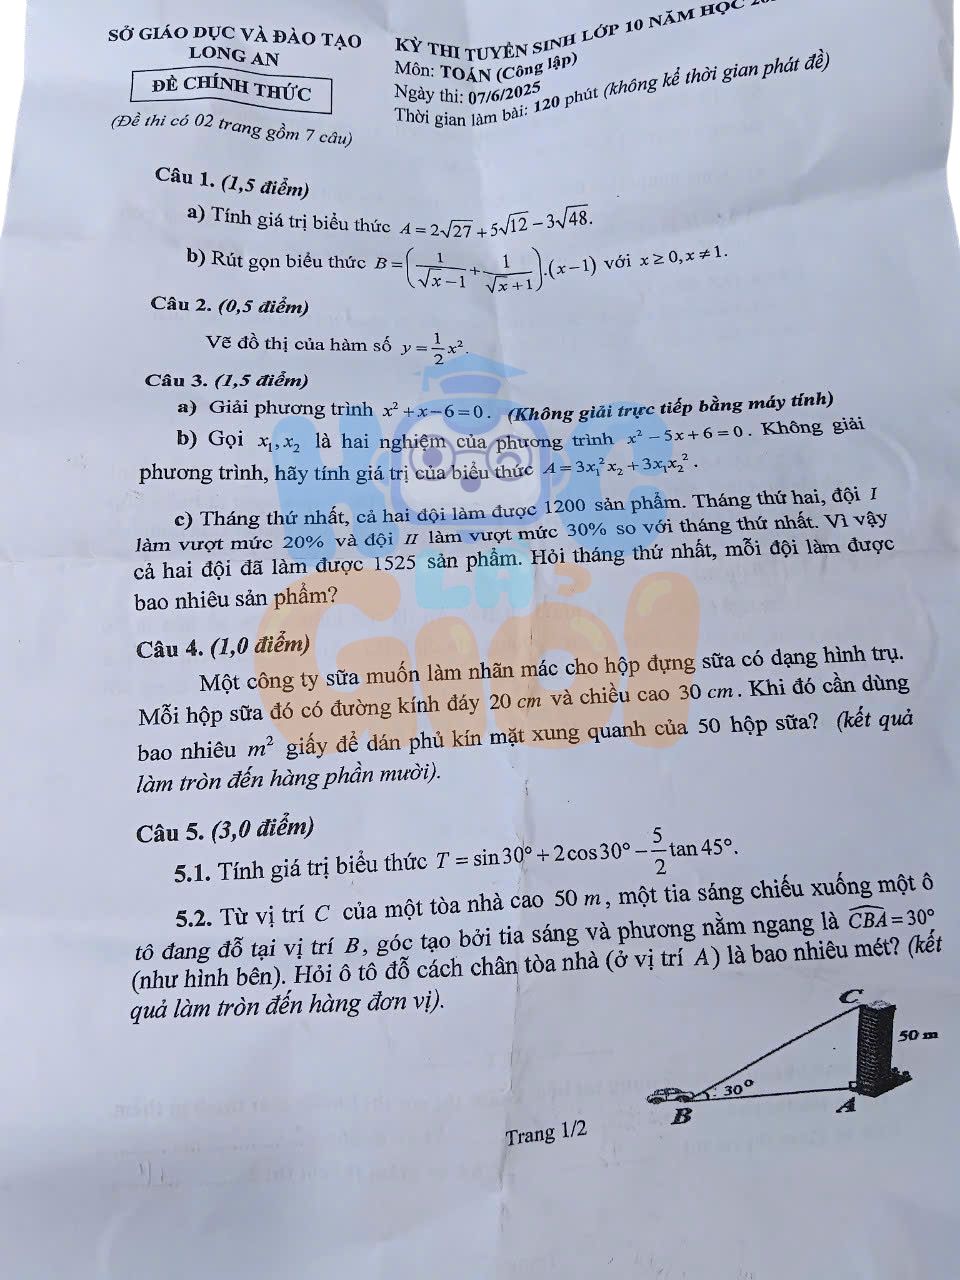 SỞ GIÁO DỤC VÀ ĐÀO TẠO
LONG AN
ĐỀ CHÍNH THỨC
(Đề thi có 02 trang gồm 7 câu)
KỲ THI TUYỂN SINH LỚP 10 NĂM HỌC
Môn: TOÁN (Công lập)
Ngày thi: 07/6/2025
Thời gian làm bài: 120 phút (không kể thời gian phát đề)
Câu 1. (1,5 điểm)
a) Tính giá trị biểu thức A = 2√27 + 5√12 − 3√48.
b) Rút gọn biểu thức B = (1/(√x − 1) + 1/(√x + 1)).(x − 1) với x ≥ 0, x ≠ 1.
Câu 2. (0,5 điểm)
Vẽ đồ thị của hàm số y = 1/2 x².
Câu 3. (1,5 điểm)
a) Giải phương trình x² + x − 6 = 0. (Không giải trực tiếp bằng máy tính)
b) Gọi x₁, x₂ là hai nghiệm của phương trình x² − 5x + 6 = 0. Không giải
phương trình, hãy tính giá trị của biểu thức A = 3x₁²x₂ + 3x₁x₂².
c) Tháng thứ nhất, cả hai đội làm được 1200 sản phẩm. Tháng thứ hai, đội I
làm vượt mức 20% và đội II làm vượt mức 30% so với tháng thứ nhất. Vì vậy
cả hai đội đã làm được 1525 sản phẩm. Hỏi tháng thứ nhất, mỗi đội làm được
bao nhiêu sản phẩm?
HỌC
LÀ
GIỎI
Câu 4. (1,0 điểm)
Một công ty sữa muốn làm nhãn mác cho hộp đựng sữa có dạng hình trụ.
Mỗi hộp sữa đó có đường kính đáy 20 cm và chiều cao 30 cm. Khi đó cần dùng
bao nhiêu m² giấy để dán phủ kín mặt xung quanh của 50 hộp sữa? (kết quả
làm tròn đến hàng phần mười).
Câu 5. (3,0 điểm)
5.1. Tính giá trị biểu thức T = sin30° + 2cos30° − 5/2 tan45°.
5.2. Từ vị trí C của một tòa nhà cao 50 m, một tia sáng chiếu xuống một ô
tô đang đỗ tại vị trí B, góc tạo bởi tia sáng và phương nằm ngang là CBA = 30°
(như hình bên). Hỏi ô tô đỗ cách chân tòa nhà (ở vị trí A) là bao nhiêu mét? (kết
quả làm tròn đến hàng đơn vị).
C
50 m
30°
B
A
Trang 1/2